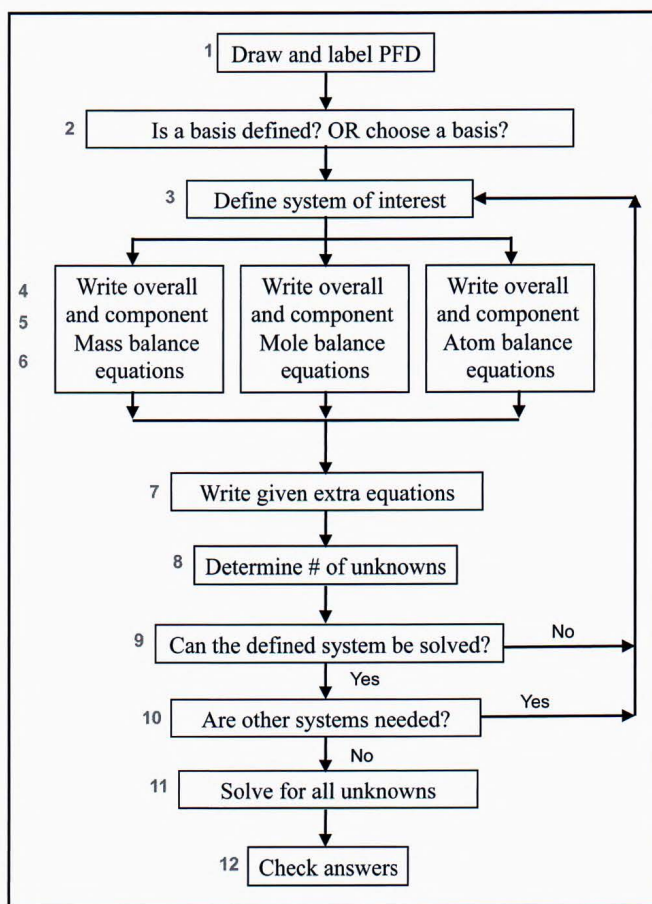 1 Draw and label PFD
2 Is a basis defined? OR choose a basis?
3 Define system of interest
4
5
6
Write overall
and component
Mass balance
equations
Write overall
and component
Mole balance
equations
Write overall
and component
Atom balance
equations
7 Write given extra equations
8 Determine # of unknowns
9 Can the defined system be solved?
No
Yes
10 Are other systems needed?
Yes
No
11 Solve for all unknowns
12 Check answers